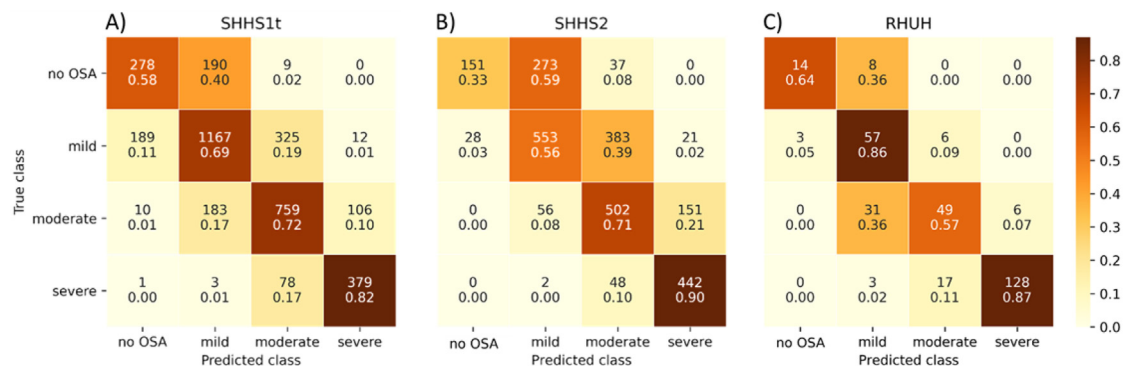 A) SHHS1t
B) SHHS2
C) RHUH
True class
no OSA
278 190 9 0
0.58 0.40 0.02 0.00
151 273 37 0
0.33 0.59 0.08 0.00
14 8 0 0
0.64 0.36 0.00 0.00
mild
189 1167 325 12
0.11 0.69 0.19 0.01
28 553 383 21
0.03 0.56 0.39 0.02
3 57 6 0
0.05 0.86 0.09 0.00
moderate
10 183 759 106
0.01 0.17 0.72 0.10
0 56 502 151
0.00 0.08 0.71 0.21
0 31 49 6
0.00 0.36 0.57 0.07
severe
1 3 78 379
0.00 0.01 0.17 0.82
0 2 48 442
0.00 0.00 0.10 0.90
0 3 17 128
0.00 0.02 0.11 0.87
no OSA mild moderate severe
Predicted class
no OSA mild moderate severe
Predicted class
no OSA mild moderate severe
Predicted class
0.8
0.7
0.6
0.5
0.4
0.3
0.2
0.1
0.0